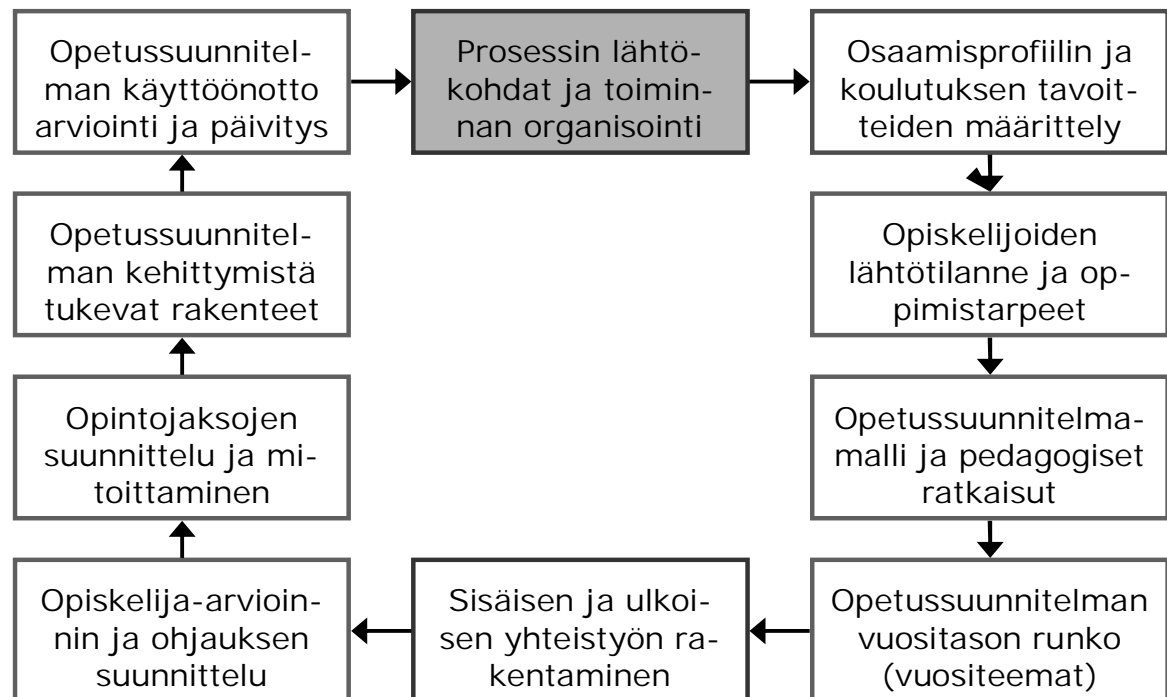 Opetussuunnitel-
man käyttöönotto
arviointi ja päivitys
Prosessin lähtö-
kohdat ja toimin-
nan organisointi
Osaamisprofiilin ja
koulutuksen tavoit-
teiden määrittely
Opiskelijoiden
lähtötilanne ja op-
pimistarpeet
Opetussuunnitelma-
malli ja pedagogiset
ratkaisut
Opetussuunnitelman
vuositason runko
(vuositeemat)
Sisäisen ja ulkoi-
sen yhteistyön ra-
kentaminen
Opiskelija-arvioin-
nin ja ohjauksen
suunnittelu
Opintojaksojen
suunnittelu ja mi-
toittaminen
Opetussuunnitel-
man kehittymistä
tukevat rakenteet